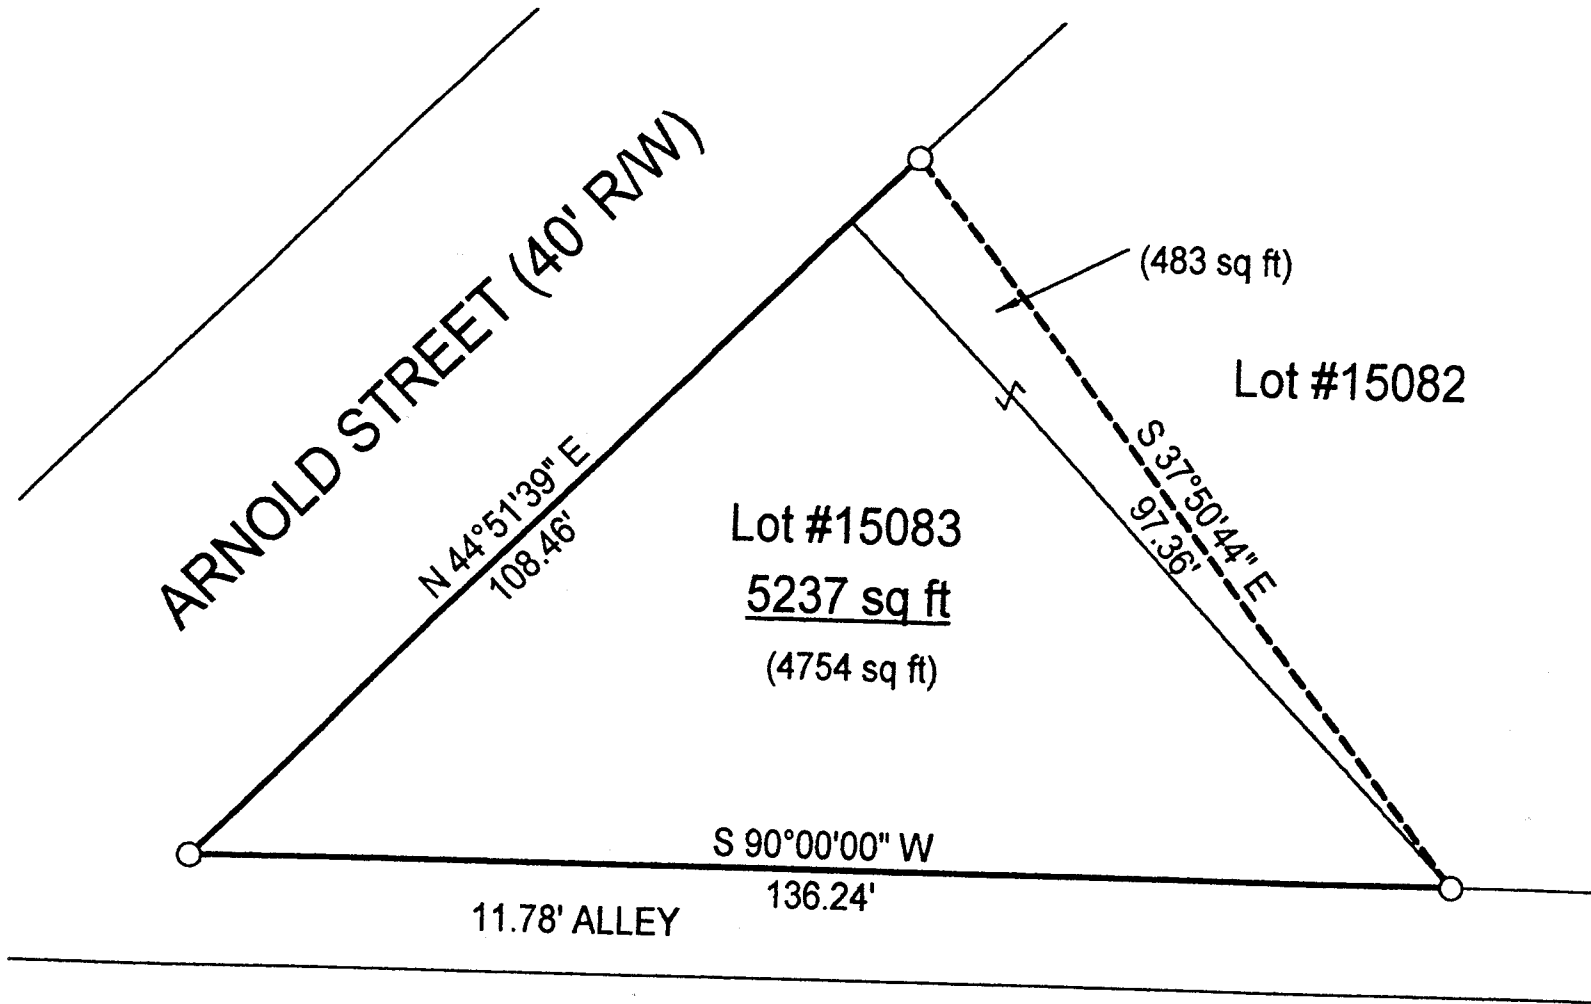 ARNOLD STREET (40' R/W)
(483 sq ft)
Lot #15082
N 44°51'39" E
108.46'
S 37°50'44" E
97.36'
Lot #15083
5237 sq ft
(4754 sq ft)
S 90°00'00" W
136.24'
11.78' ALLEY